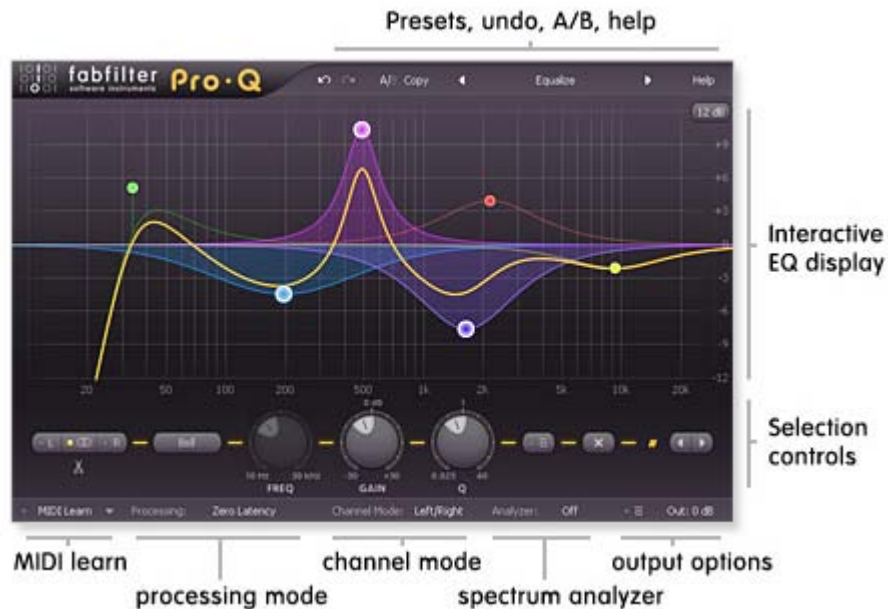 Presets, undo, A/B, help
fabfilter Pro·Q
software instruments
A/B Copy Equalize Help
12 dB
+9
+6
+3
0
-3
-6
-9
-12
20 50 100 200 500 1k 2k 5k 10k 20k
Interactive
EQ display
L R Bell
0 dB 1
10 Hz 30 kHz -30 +30 0.025 40
FREQ GAIN Q
Selection
controls
MIDI Learn Processing: Zero Latency Channel Mode: Left/Right Analyzer: Off Out: 0 dB
MIDI learn channel mode output options
processing mode spectrum analyzer